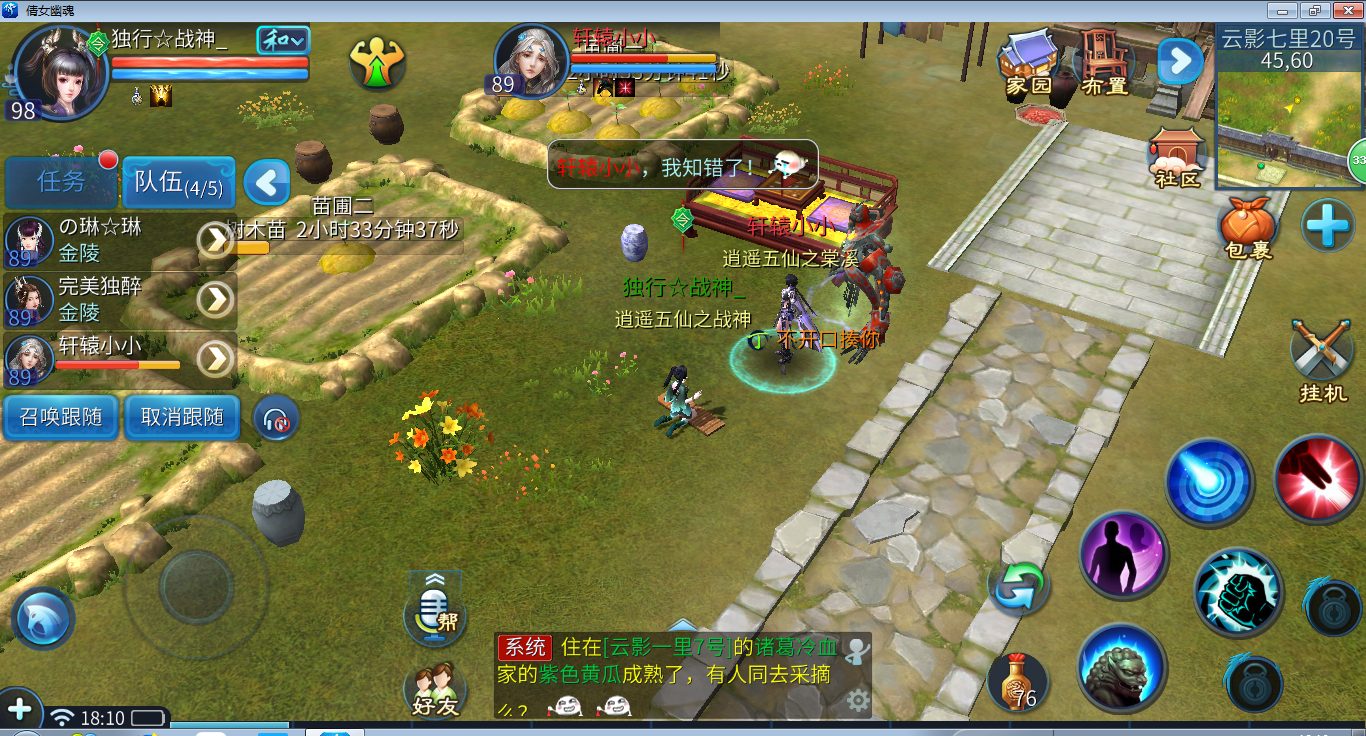 倩女幽魂
独行☆战神_
和
98
轩辕小小
89
家园
布置
云影七里20号
45,60
33
社区
包裹
任务
队伍(4/5)
苗圃二
树木苗 2小时33分钟37秒
の琳☆琳
金陵
89
完美独醉
金陵
89
轩辕小小
89
召唤跟随
取消跟随
轩辕小小，我知错了！
轩辕小小
逍遥五仙之棠溪
独行☆战神_
逍遥五仙之战神
不开口揍你
挂机
帮
好友
系统 住在[云影一里7号]的诸葛冷血
家的紫色黄瓜成熟了，有人同去采摘
么？
76
18:10